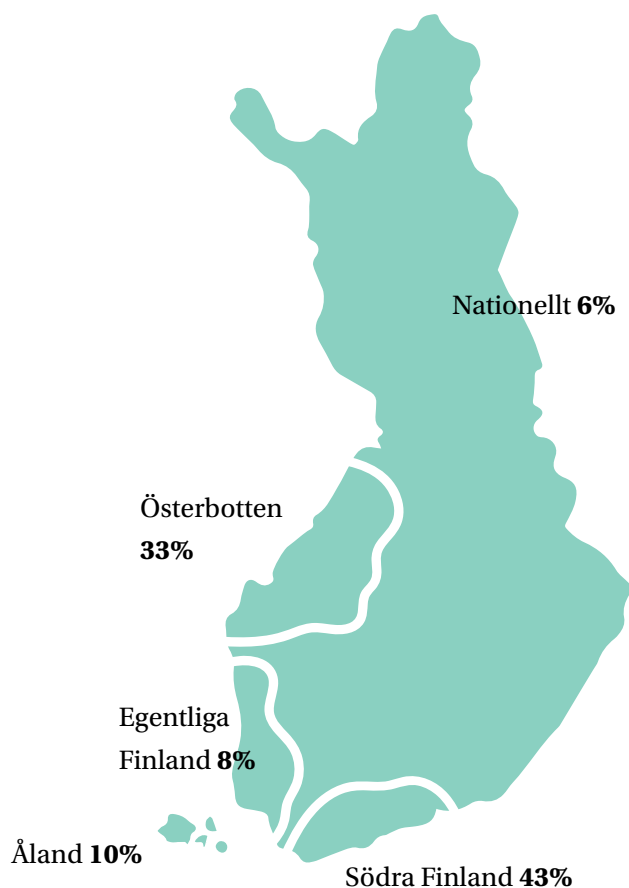 Nationellt 6%
Österbotten
33%
Egentliga
Finland 8%
Åland 10%
Södra Finland 43%